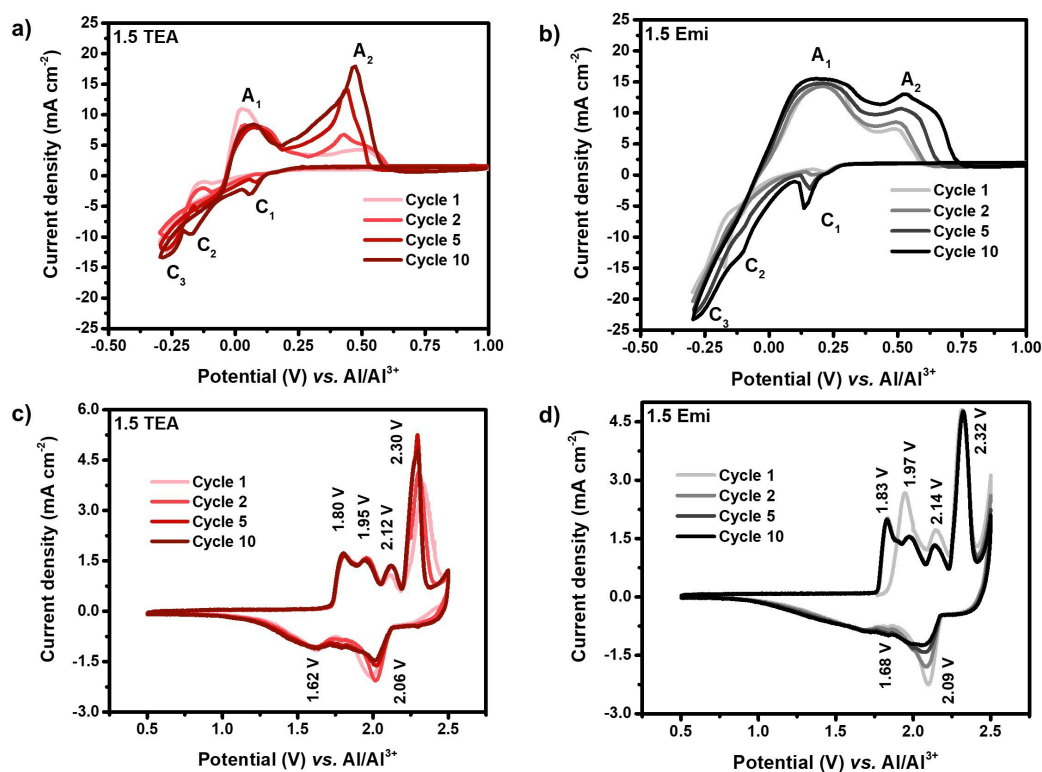 a)
1.5 TEA
A₁
A₂
C₁
C₂
C₃
Cycle 1
Cycle 2
Cycle 5
Cycle 10
25
20
15
10
5
0
-5
-10
-15
-20
-25
Current density (mA cm⁻²)
-0.50
-0.25
0.00
0.25
0.50
0.75
1.00
Potential (V) vs. Al/Al³⁺
b)
1.5 Emi
A₁
A₂
C₁
C₂
C₃
Cycle 1
Cycle 2
Cycle 5
Cycle 10
25
20
15
10
5
0
-5
-10
-15
-20
-25
Current density (mA cm⁻²)
-0.50
-0.25
0.00
0.25
0.50
0.75
1.00
Potential (V) vs. Al/Al³⁺
c)
1.5 TEA
Cycle 1
Cycle 2
Cycle 5
Cycle 10
1.80 V
1.95 V
2.12 V
2.30 V
1.62 V
2.06 V
6.0
4.5
3.0
1.5
0.0
-1.5
-3.0
Current density (mA cm⁻²)
0.5
1.0
1.5
2.0
2.5
Potential (V) vs. Al/Al³⁺
d)
1.5 Emi
Cycle 1
Cycle 2
Cycle 5
Cycle 10
1.83 V
1.97 V
2.14 V
2.32 V
1.68 V
2.09 V
4.5
3.0
1.5
0.0
-1.5
-3.0
Current density (mA cm⁻²)
0.5
1.0
1.5
2.0
2.5
Potential (V) vs. Al/Al³⁺